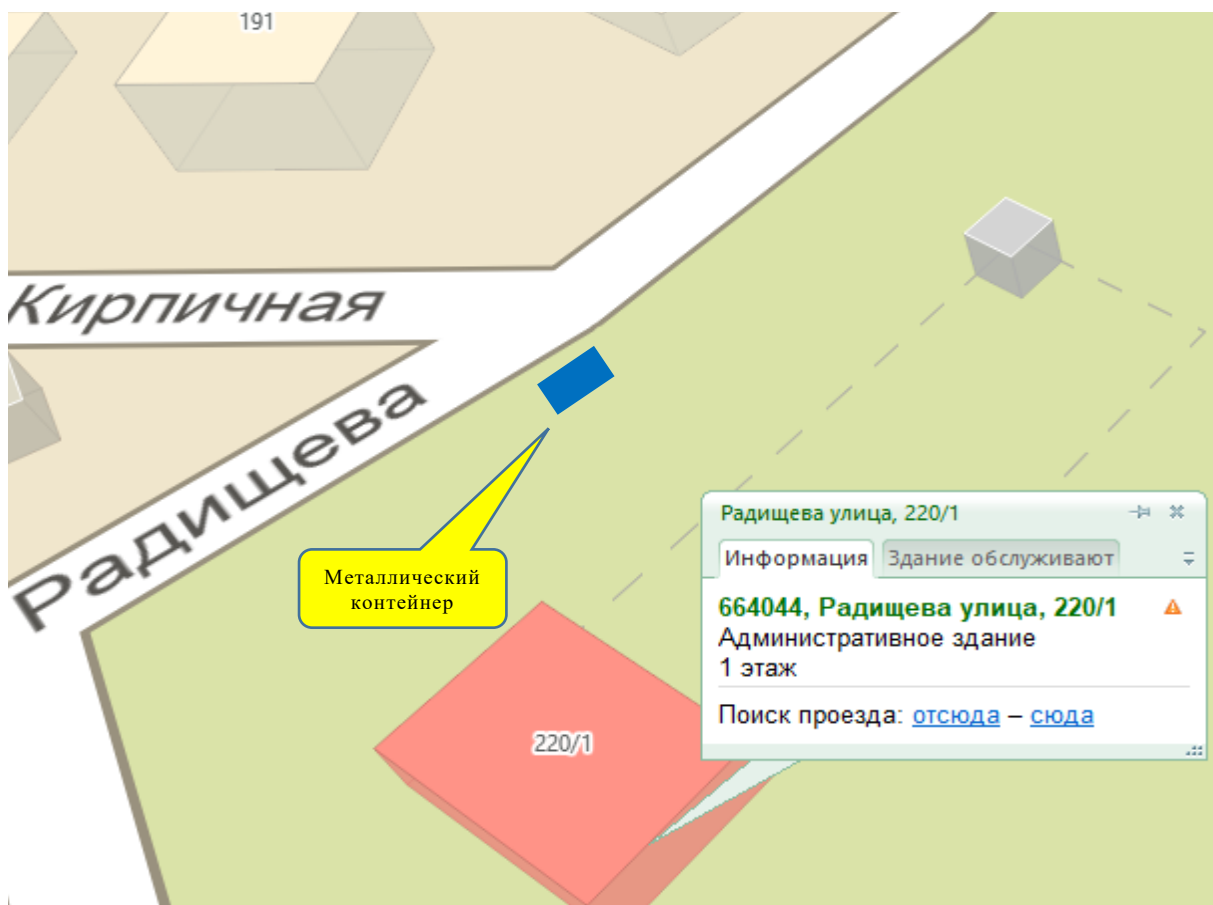 191
Кирпичная
Радищева
Металлический
контейнер
220/1
Радищева улица, 220/1
Информация
Здание обслуживают
664044, Радищева улица, 220/1
Административное здание
1 этаж
Поиск проезда: отсюда – сюда